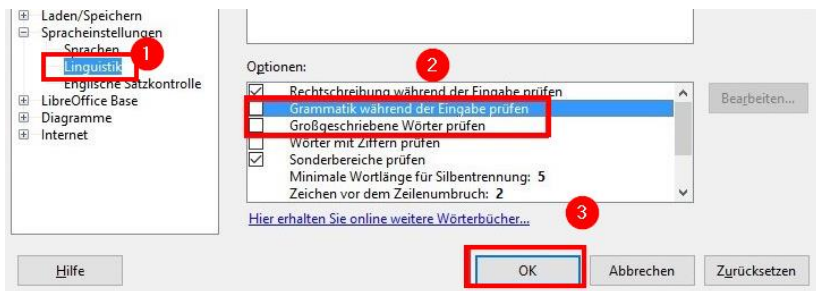 Laden/Speichern
Spracheinstellungen
Sprachen
1
Linguistik
Englische Satzkontrolle
LibreOffice Base
Diagramme
Internet
Optionen:
2
Rechtschreibung während der Eingabe prüfen
Grammatik während der Eingabe prüfen
Großgeschriebene Wörter prüfen
Wörter mit Ziffern prüfen
Sonderbereiche prüfen
Minimale Wortlänge für Silbentrennung: 5
Zeichen vor dem Zeilenumbruch: 2
Bearbeiten...
Hier erhalten Sie online weitere Wörterbücher...
3
Hilfe
OK
Abbrechen
Zurücksetzen